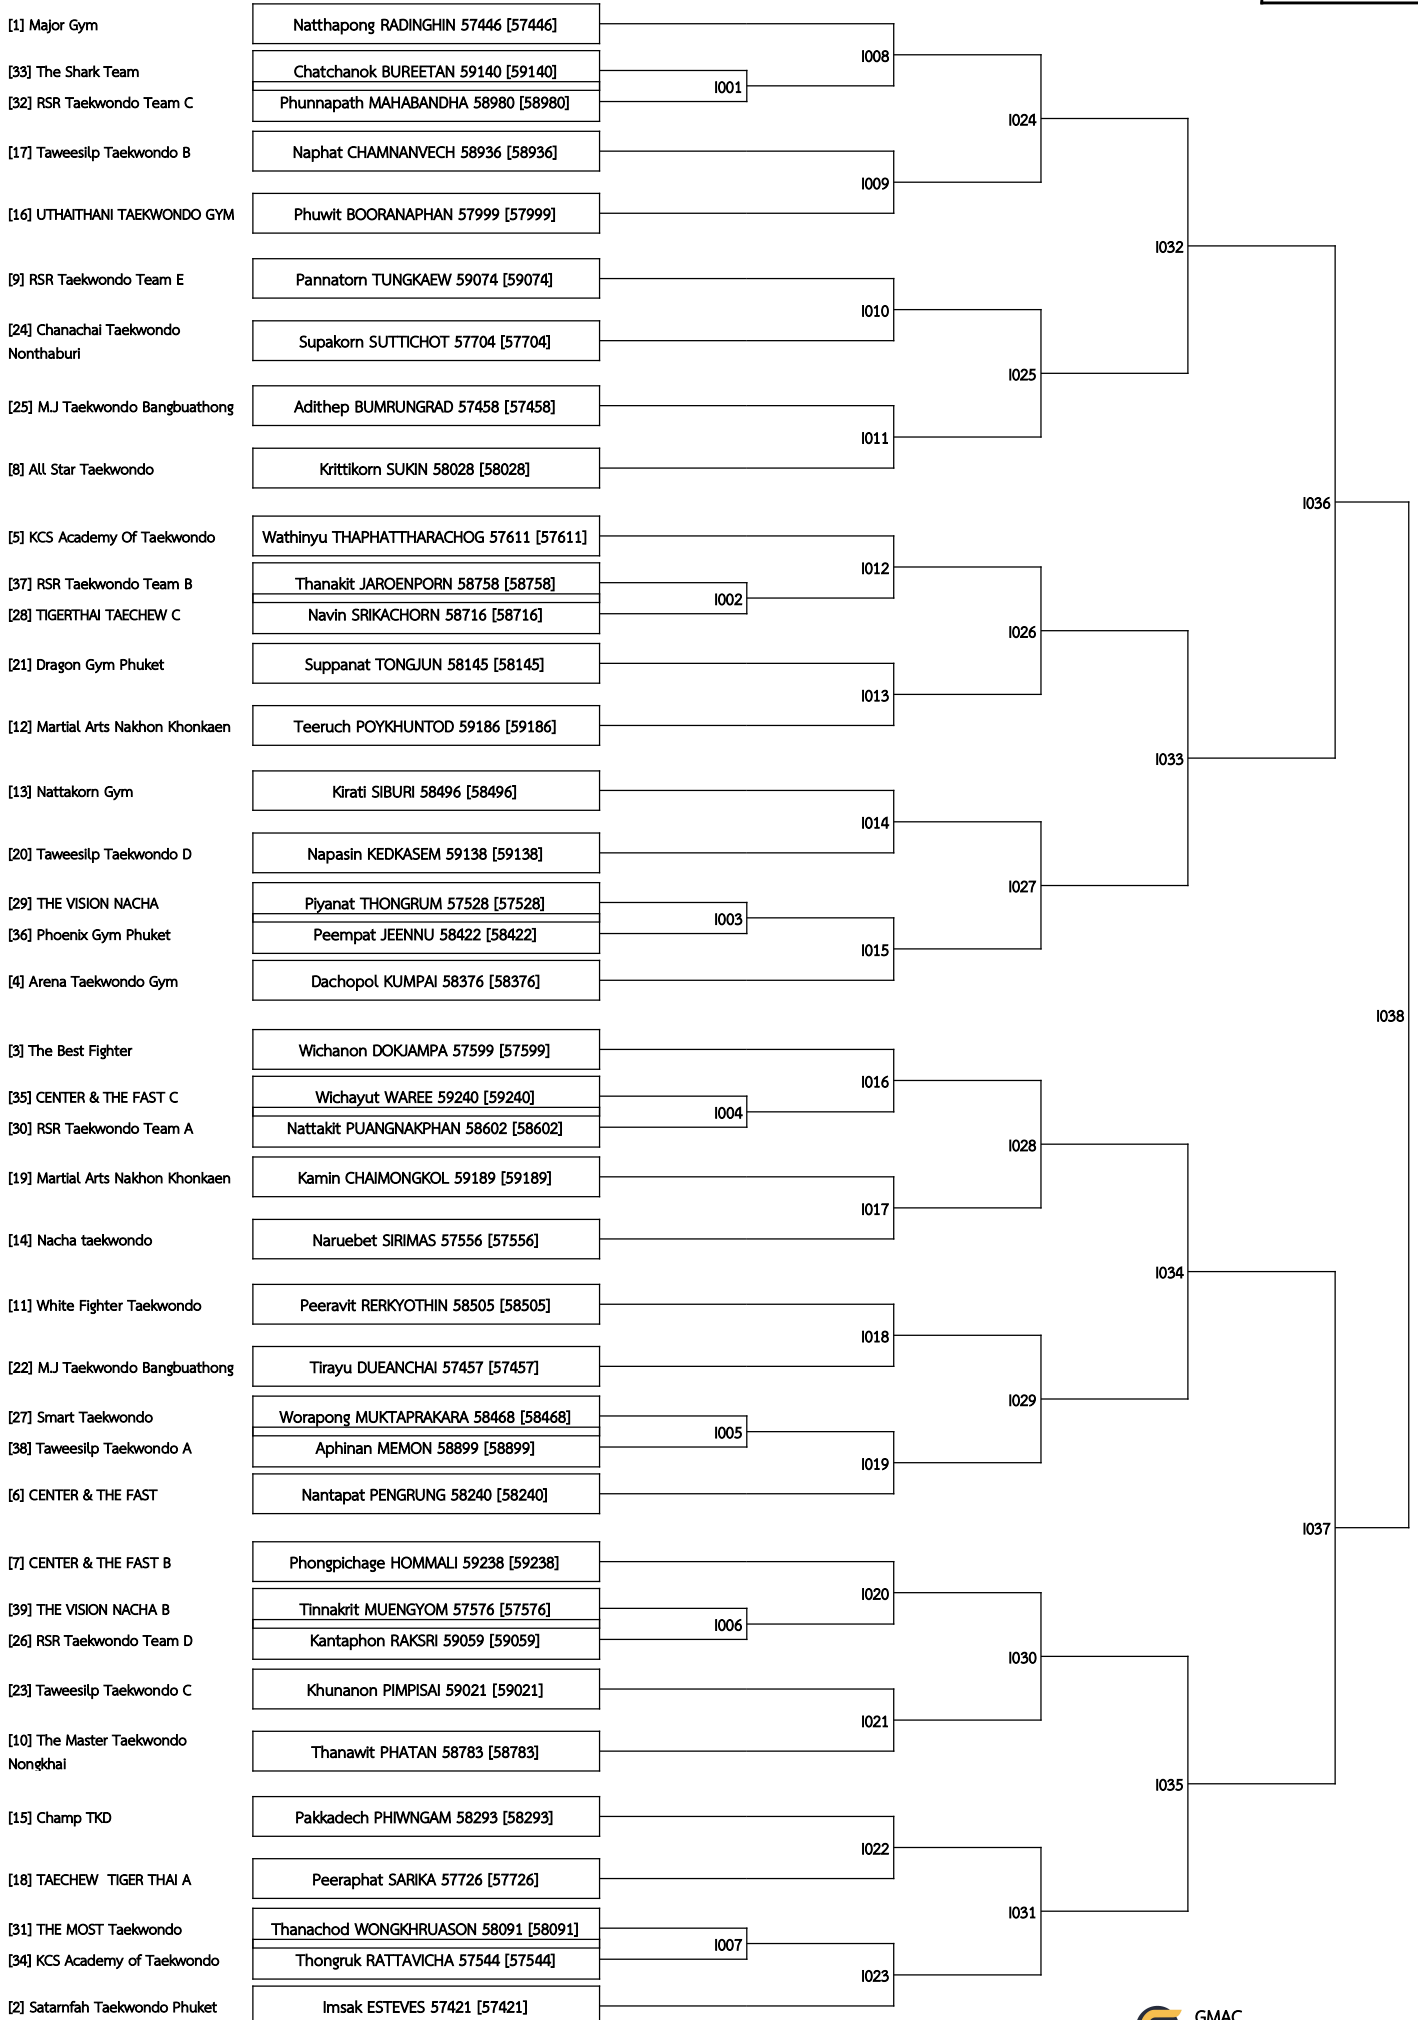 [1] Major Gym Natthapong RADINGHIN 57446 [57446]
I008
[33] The Shark Team Chatchanok BUREETAN 59140 [59140]
I001
[32] RSR Taekwondo Team C Phunnapath MAHABANDHA 58980 [58980]
I024
[17] Taweesilp Taekwondo B Naphat CHAMNANVECH 58936 [58936]
I009
[16] UTHAITHANI TAEKWONDO GYM Phuwit BOORANAPHAN 57999 [57999]
I032
[9] RSR Taekwondo Team E Pannatorn TUNGKAEW 59074 [59074]
I010
[24] Chanachai Taekwondo
Nonthaburi
Supakorn SUTTICHOT 57704 [57704]
I025
[25] M.J Taekwondo Bangbuathong Adithep BUMRUNGRAD 57458 [57458]
I011
[8] All Star Taekwondo Krittikorn SUKIN 58028 [58028]
I036
[5] KCS Academy Of Taekwondo Wathinyu THAPHATTHARACHOG 57611 [57611]
I012
[37] RSR Taekwondo Team B Thanakit JAROENPORN 58758 [58758]
I002
[28] TIGERTHAI TAECHEW C Navin SRIKACHORN 58716 [58716]
I026
[21] Dragon Gym Phuket Suppanat TONGJUN 58145 [58145]
I013
[12] Martial Arts Nakhon Khonkaen Teeruch POYKHUNTOD 59186 [59186]
I033
[13] Nattakorn Gym Kirati SIBURI 58496 [58496]
I014
[20] Taweesilp Taekwondo D Napasin KEDKASEM 59138 [59138]
I027
[29] THE VISION NACHA Piyanat THONGRUM 57528 [57528]
I003
[36] Phoenix Gym Phuket Peempat JEENNU 58422 [58422]
I015
[4] Arena Taekwondo Gym Dachopol KUMPAI 58376 [58376]
I038
[3] The Best Fighter Wichanon DOKJAMPA 57599 [57599]
I016
[35] CENTER & THE FAST C Wichayut WAREE 59240 [59240]
I004
[30] RSR Taekwondo Team A Nattakit PUANGNAKPHAN 58602 [58602]
I028
[19] Martial Arts Nakhon Khonkaen Kamin CHAIMONGKOL 59189 [59189]
I017
[14] Nacha taekwondo Naruebet SIRIMAS 57556 [57556]
I034
[11] White Fighter Taekwondo Peeravit RERKYOTHIN 58505 [58505]
I018
[22] M.J Taekwondo Bangbuathong Tirayu DUEANCHAI 57457 [57457]
I029
[27] Smart Taekwondo Worapong MUKTAPRAKARA 58468 [58468]
I005
[38] Taweesilp Taekwondo A Aphinan MEMON 58899 [58899]
I019
[6] CENTER & THE FAST Nantapat PENGRUNG 58240 [58240]
I037
[7] CENTER & THE FAST B Phongpichage HOMMALI 59238 [59238]
I020
[39] THE VISION NACHA B Tinnakrit MUENGYOM 57576 [57576]
I006
[26] RSR Taekwondo Team D Kantaphon RAKSRI 59059 [59059]
I030
[23] Taweesilp Taekwondo C Khunanon PIMPISAI 59021 [59021]
I021
[10] The Master Taekwondo
Nongkhai
Thanawit PHATAN 58783 [58783]
I035
[15] Champ TKD Pakkadech PHIWNGAM 58293 [58293]
I022
[18] TAECHEW TIGER THAI A Peeraphat SARIKA 57726 [57726]
I031
[31] THE MOST Taekwondo Thanachod WONGKHRUASON 58091 [58091]
I007
[34] KCS Academy of Taekwondo Thongruk RATTAVICHA 57544 [57544]
I023
[2] Satarnfah Taekwondo Phuket Imsak ESTEVES 57421 [57421]
GMAC